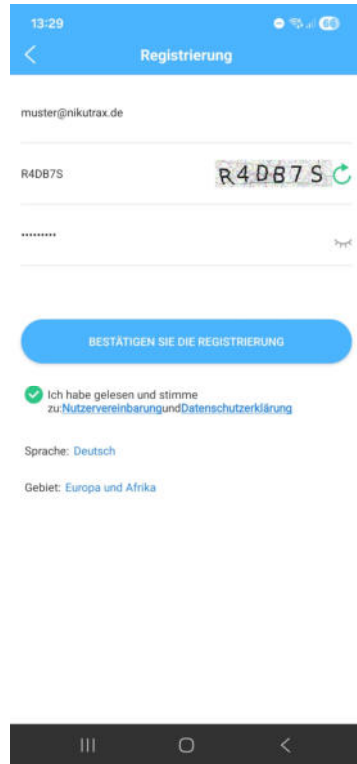 13:29
66
Registrierung
muster@nikutrax.de
R4DB7S
R4DB7S
•••••••••
BESTÄTIGEN SIE DIE REGISTRIERUNG
Ich habe gelesen und stimme
zu:NutzervereinbarungundDatenschutzerklärung
Sprache: Deutsch
Gebiet: Europa und Afrika